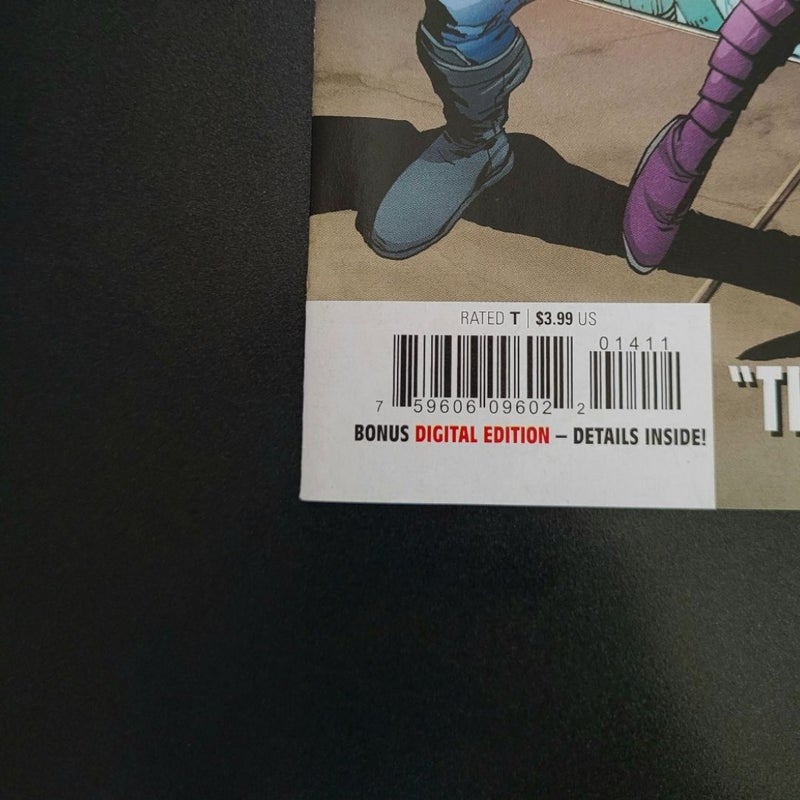 RATED T | $3.99 US
01411
7 59606 09602 2
BONUS DIGITAL EDITION – DETAILS INSIDE!